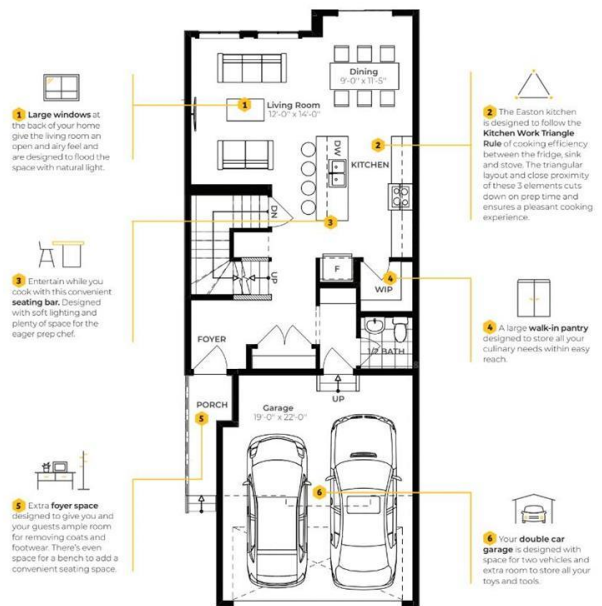 Dining
9'-0" x 11'-5"
1
Living Room
12'-0" x 14'-0"
1 Large windows at
the back of your home
give the living room an
open and airy feel and
are designed to flood the
space with natural light.
2
KITCHEN
DW
2 The Easton kitchen
is designed to follow the
Kitchen Work Triangle
Rule of cooking efficiency
between the fridge, sink
and stove. The triangular
layout and close proximity
of these 3 elements cuts
down on prep time and
ensures a pleasant cooking
experience.
DN
3
UP
F
4
WIP
3 Entertain while you
cook with this convenient
seating bar. Designed
with soft lighting and
plenty of space for the
eager prep chef.
4 A large walk-in pantry
designed to store all your
culinary needs within easy
reach.
FOYER
1/2 BATH
UP
PORCH
5
Garage
19'-0" x 22'-0"
6
5 Extra foyer space
designed to give you and
your guests ample room
for removing coats and
footwear. There's even
space for a bench to add a
convenient seating space.
6 Your double car
garage is designed with
space for two vehicles and
extra room to store all your
toys and tools.